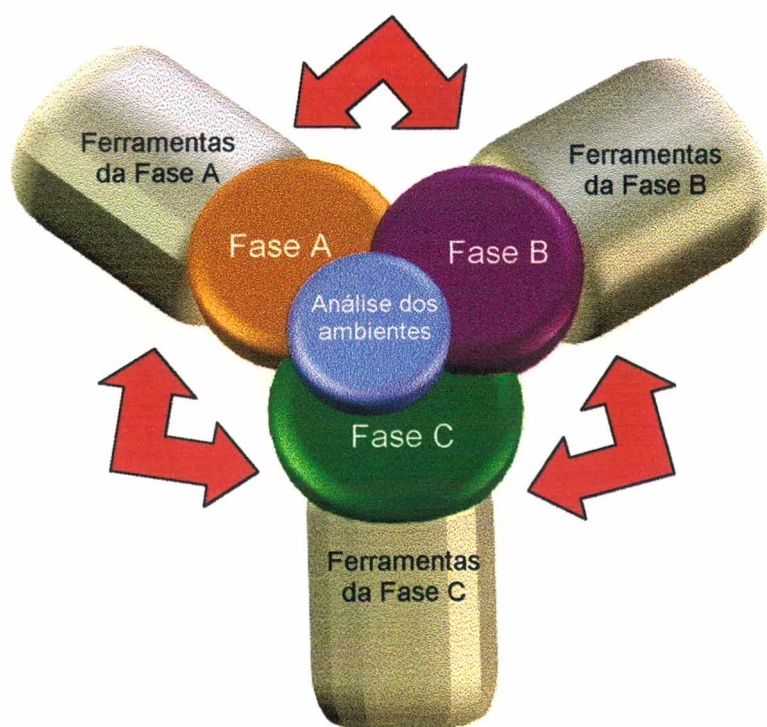 Ferramentas
da Fase A
Ferramentas
da Fase B
Fase A
Fase B
Análise dos
ambientes
Fase C
Ferramentas
da Fase C